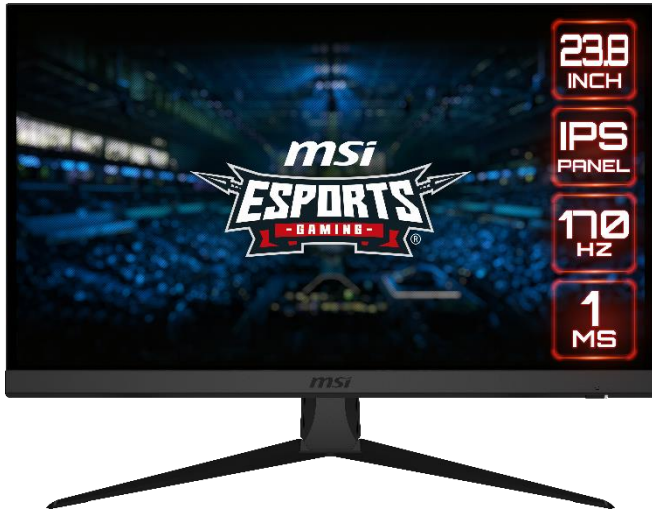 msi
ESPORTS
-GAMING-
®
23.8
INCH
IPS
PANEL
170
HZ
1
MS
msi